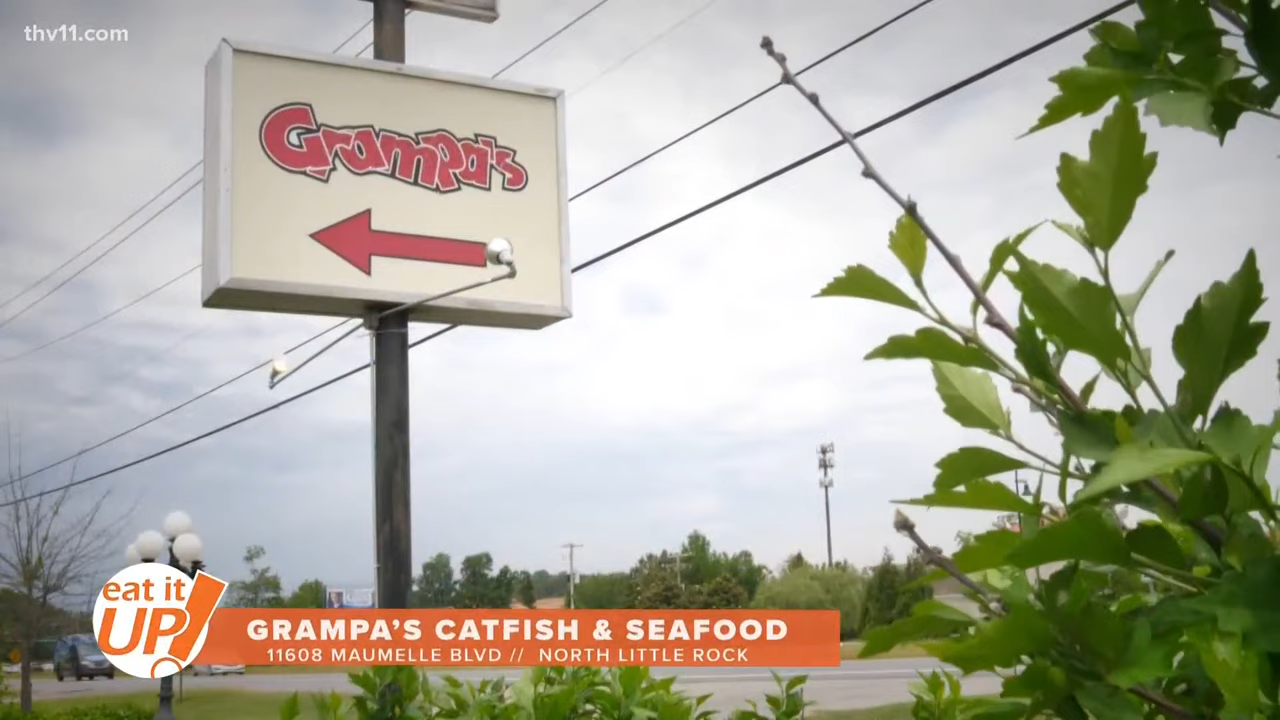 thv11.com
Grampa's
eat it
UP!
GRAMPA'S CATFISH & SEAFOOD
11608 MAUMELLE BLVD // NORTH LITTLE ROCK